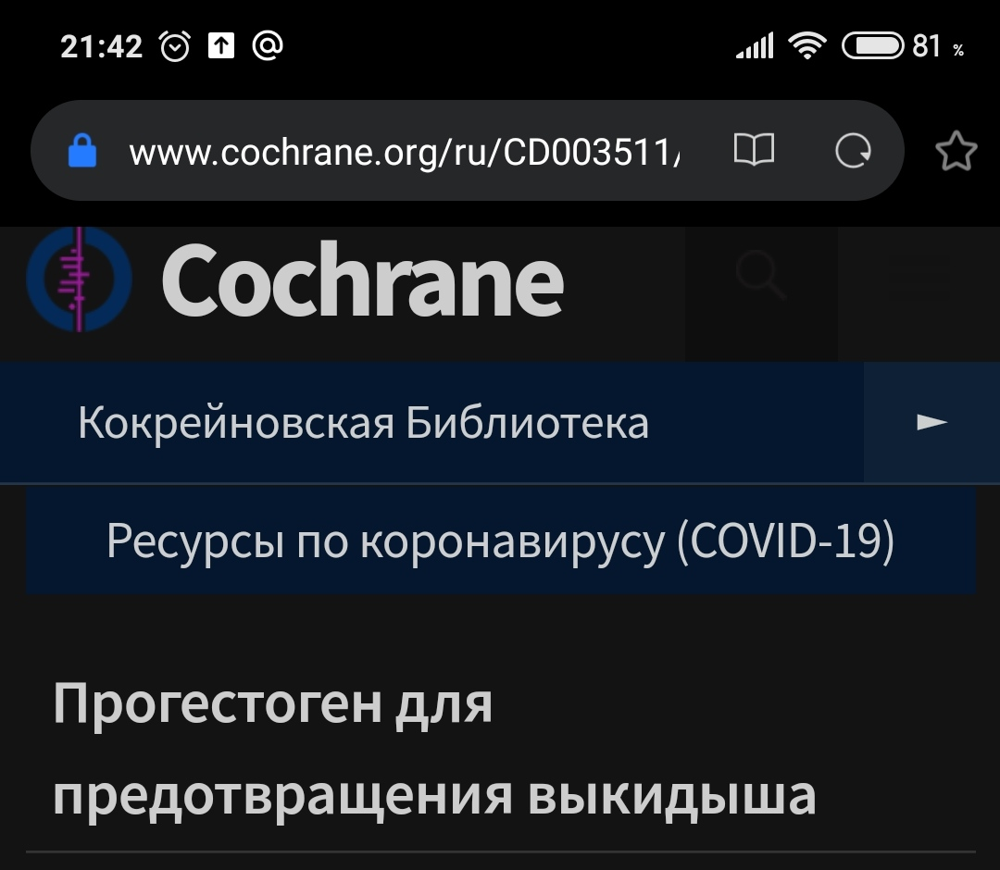 21:42 81 %
www.cochrane.org/ru/CD003511/
Cochrane
Кокрейновская Библиотека
Ресурсы по коронавирусу (COVID-19)
Прогестоген для
предотвращения выкидыша